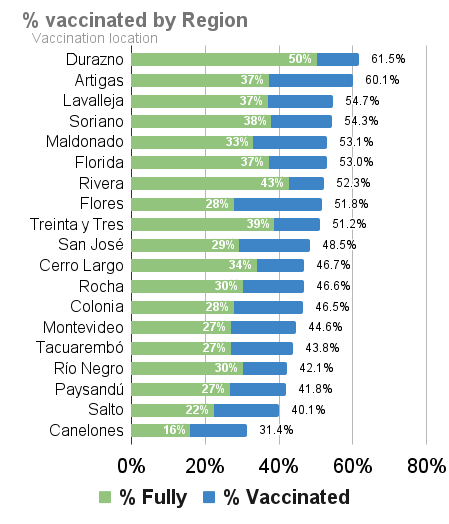 % vaccinated by Region
Vaccination location
Durazno 50% 61.5%
Artigas 37% 60.1%
Lavalleja 37% 54.7%
Soriano 38% 54.3%
Maldonado 33% 53.1%
Florida 37% 53.0%
Rivera 43% 52.3%
Flores 28% 51.8%
Treinta y Tres 39% 51.2%
San José 29% 48.5%
Cerro Largo 34% 46.7%
Rocha 30% 46.6%
Colonia 28% 46.5%
Montevideo 27% 44.6%
Tacuarembó 27% 43.8%
Río Negro 30% 42.1%
Paysandú 27% 41.8%
Salto 22% 40.1%
Canelones 16% 31.4%
0% 20% 40% 60% 80%
% Fully % Vaccinated